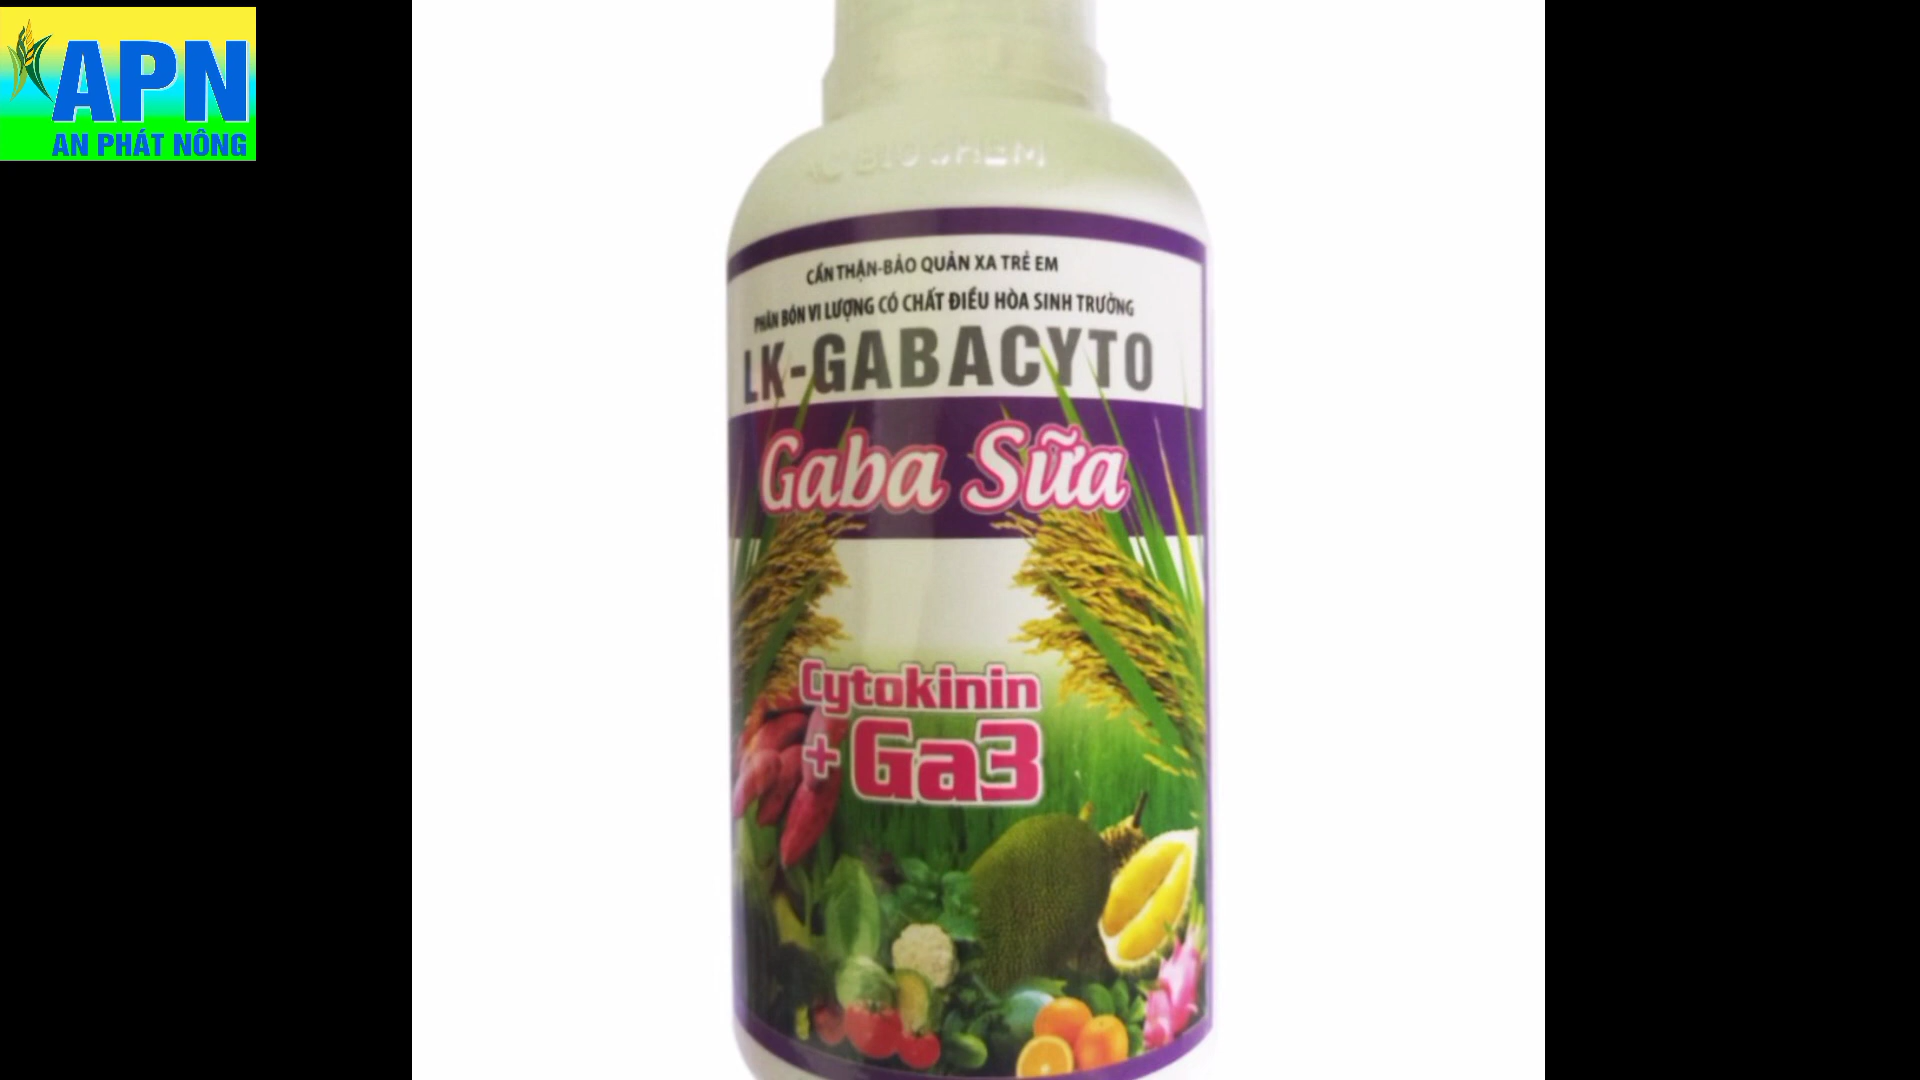 APN
AN PHÁT NÔNG
BIOCHEM
CẨN THẬN-BẢO QUẢN XA TRẺ EM
PHÂN BÓN VI LƯỢNG CÓ CHẤT ĐIỀU HÒA SINH TRƯỞNG
LK-GABACYTO
Gaba Sữa
Cytokinin
+ Ga3